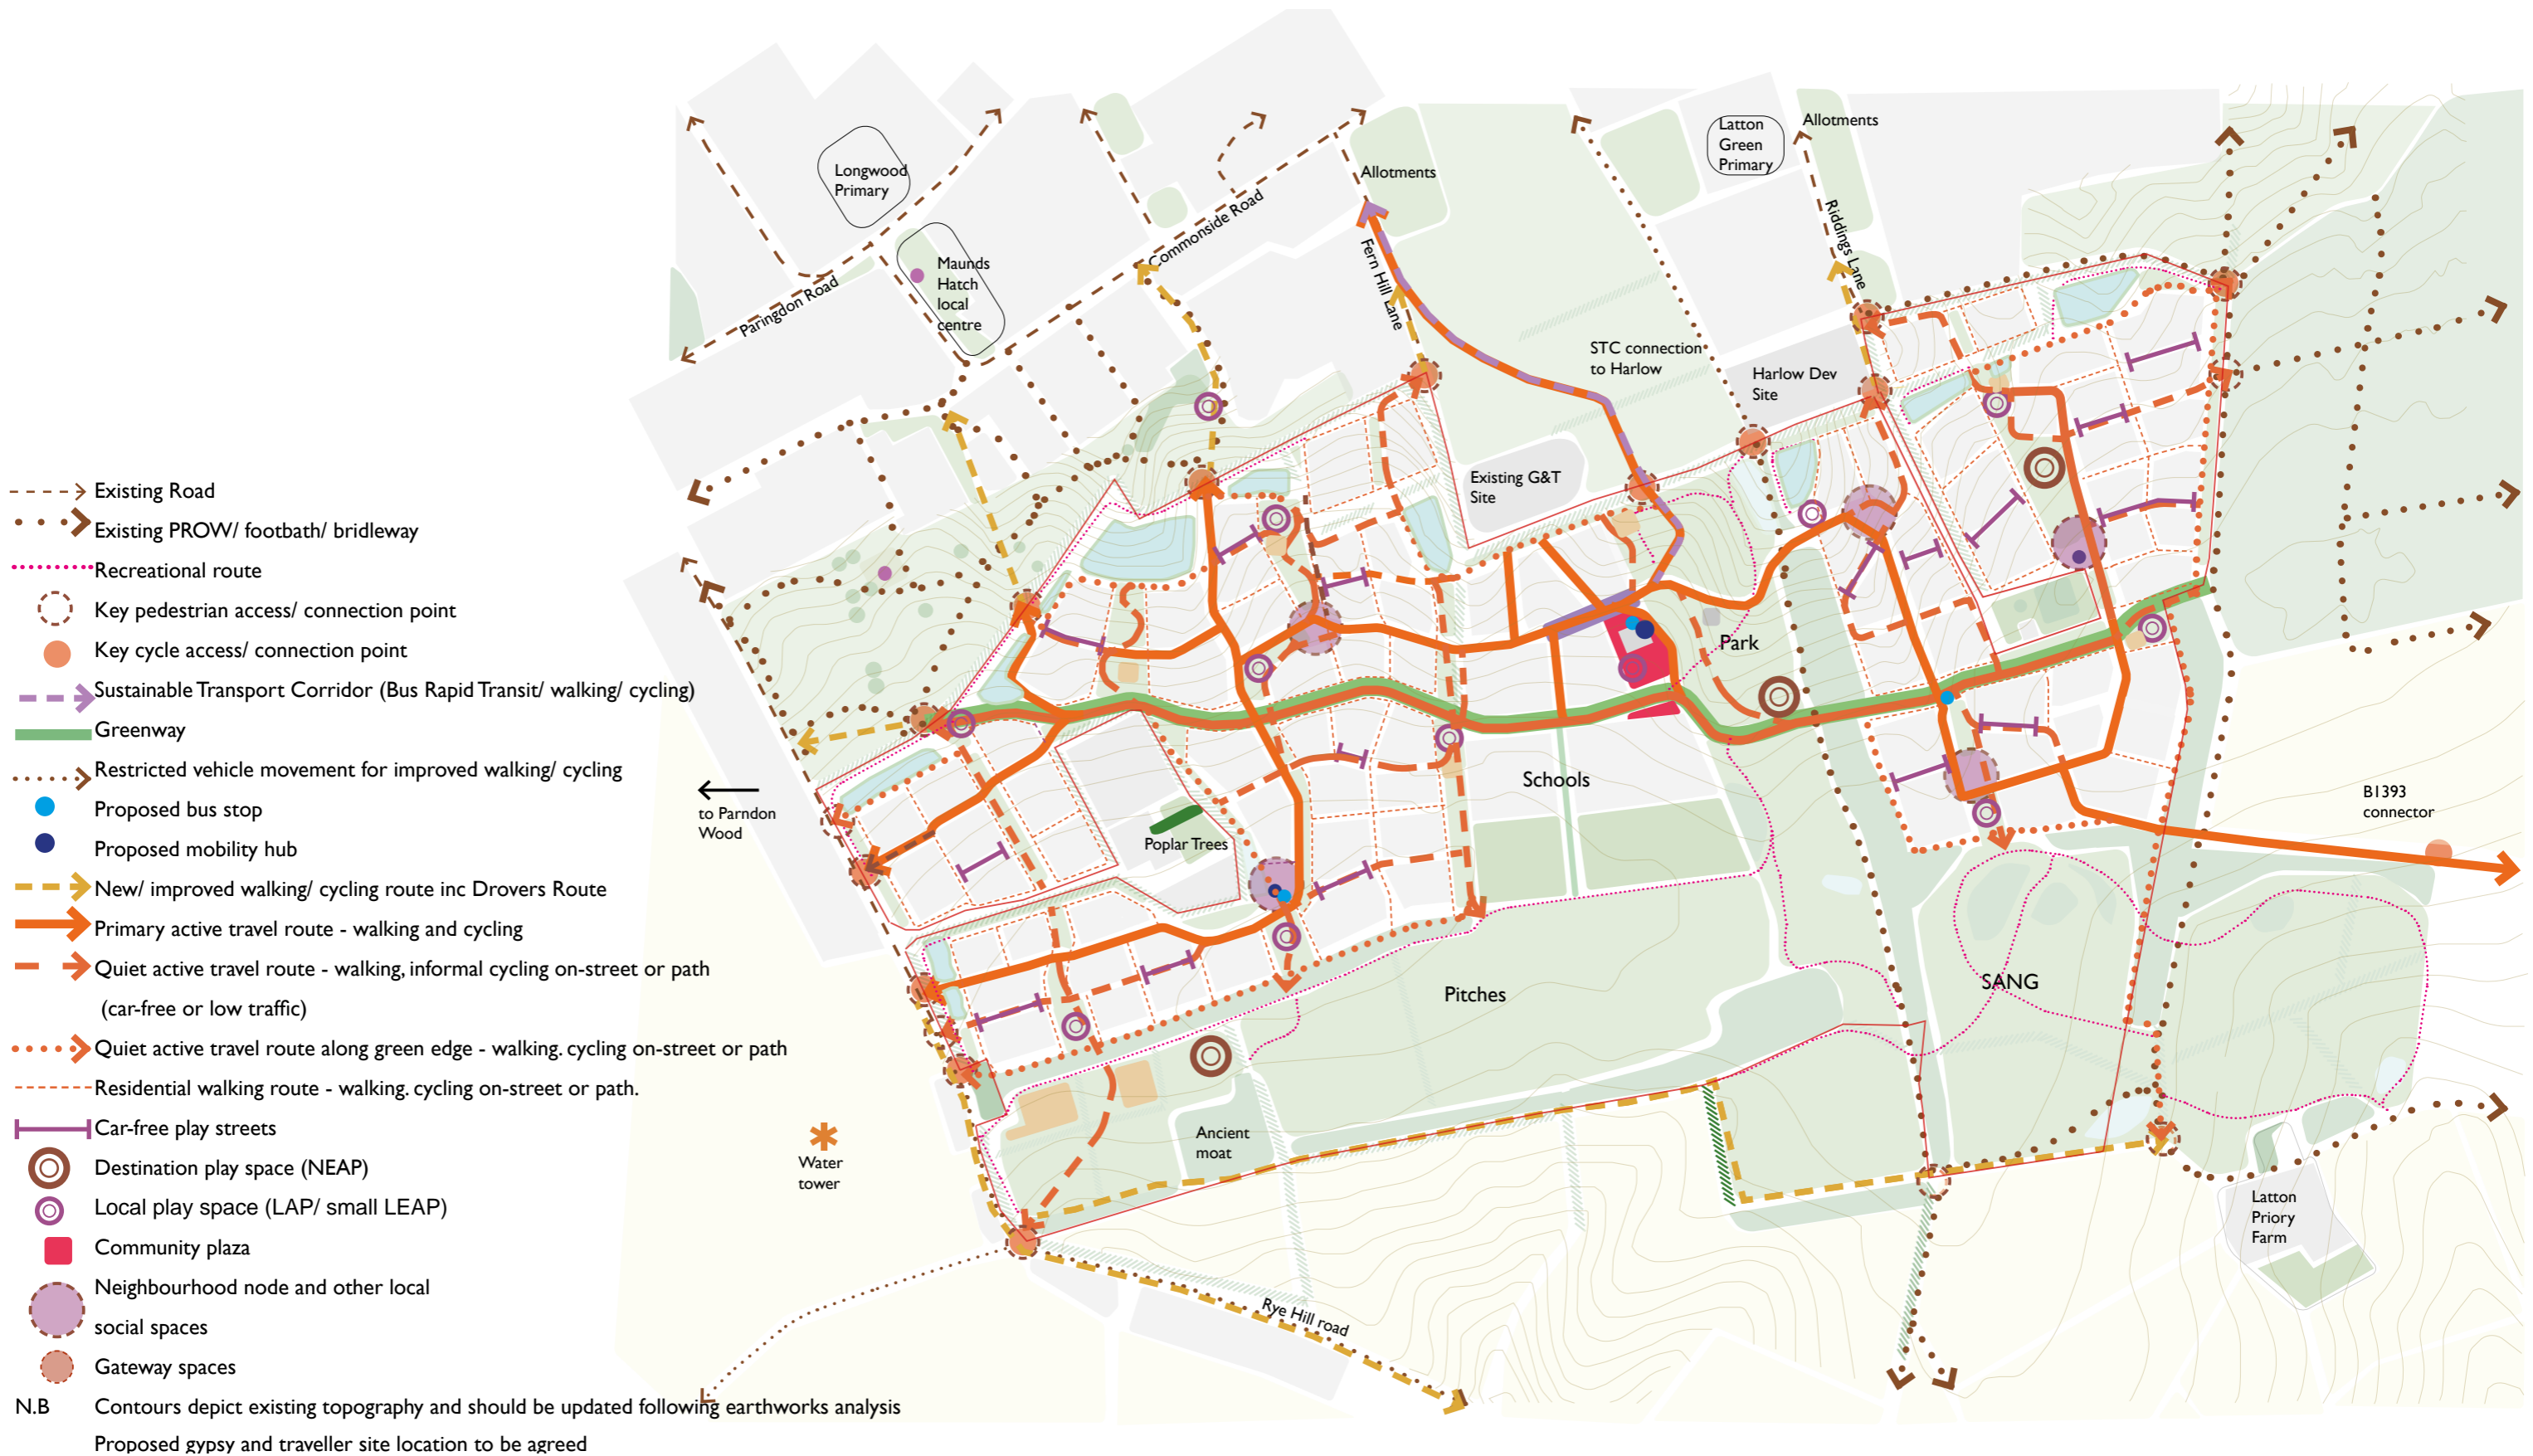 Existing Road
Existing PROW/ footbath/ bridleway
Recreational route
Key pedestrian access/ connection point
Key cycle access/ connection point
Sustainable Transport Corridor (Bus Rapid Transit/ walking/ cycling)
Greenway
Restricted vehicle movement for improved walking/ cycling
Proposed bus stop
Proposed mobility hub
New/ improved walking/ cycling route inc Drovers Route
Primary active travel route - walking and cycling
Quiet active travel route - walking, informal cycling on-street or path
(car-free or low traffic)
Quiet active travel route along green edge - walking. cycling on-street or path
Residential walking route - walking. cycling on-street or path.
Car-free play streets
Destination play space (NEAP)
Local play space (LAP/ small LEAP)
Community plaza
Neighbourhood node and other local
social spaces
Gateway spaces
N.B Contours depict existing topography and should be updated following earthworks analysis
Proposed gypsy and traveller site location to be agreed
Longwood
Primary
Maunds
Hatch
local
centre
Paringdon Road
Commonside Road
Allotments
Fern Hill Lane
Latton
Green
Primary
Allotments
Riddings Lane
STC connection
to Harlow
Harlow Dev
Site
Existing G&T
Site
Park
Schools
to Parndon
Wood
Poplar Trees
B1393
connector
Pitches
SANG
Ancient
moat
Water
tower
Latton
Priory
Farm
Rye Hill road